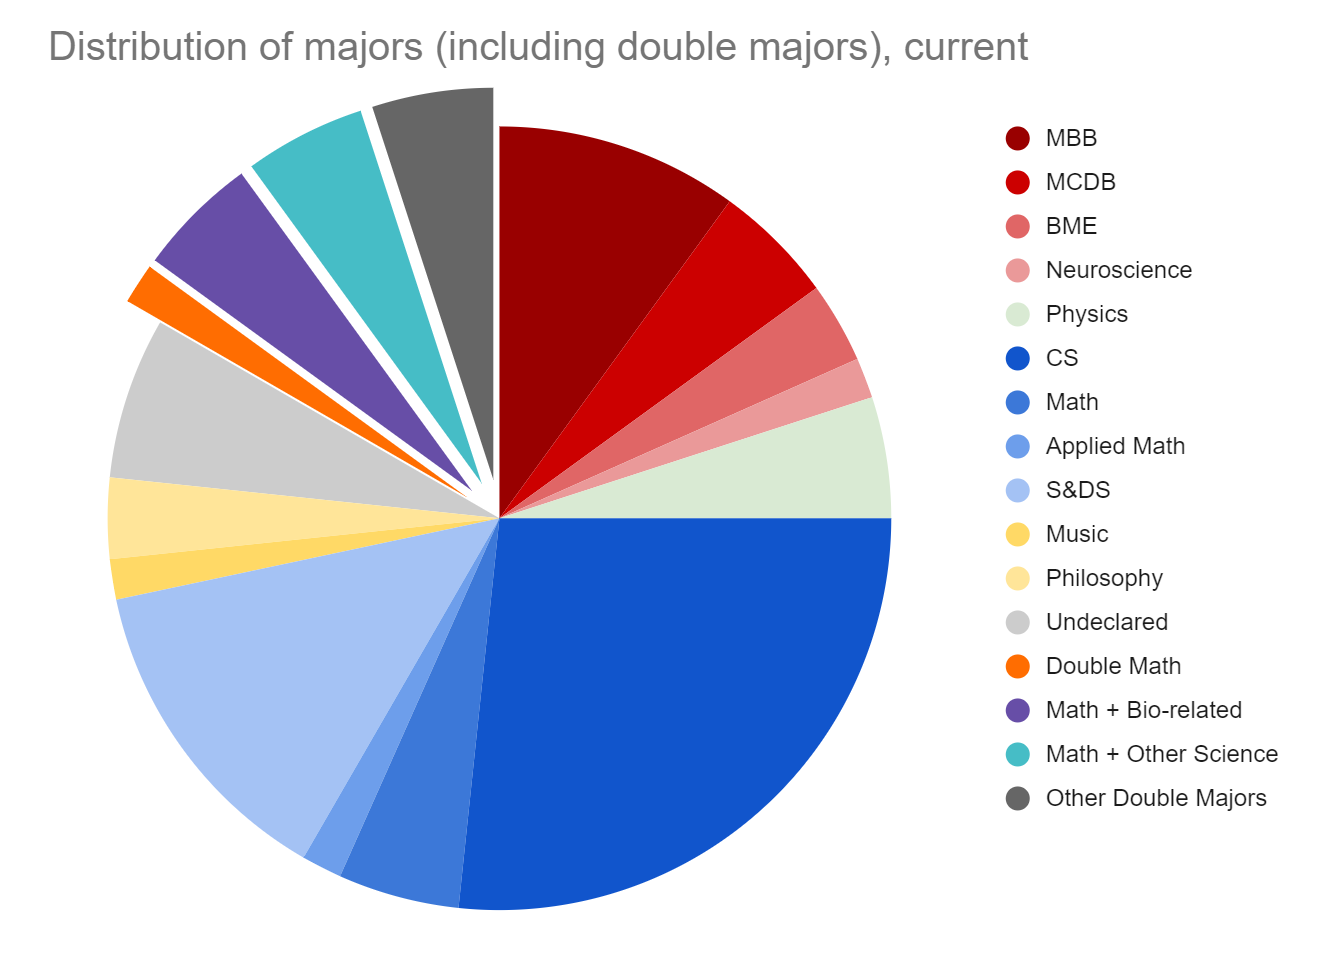 Distribution of majors (including double majors), current
MBB
MCDB
BME
Neuroscience
Physics
CS
Math
Applied Math
S&DS
Music
Philosophy
Undeclared
Double Math
Math + Bio-related
Math + Other Science
Other Double Majors